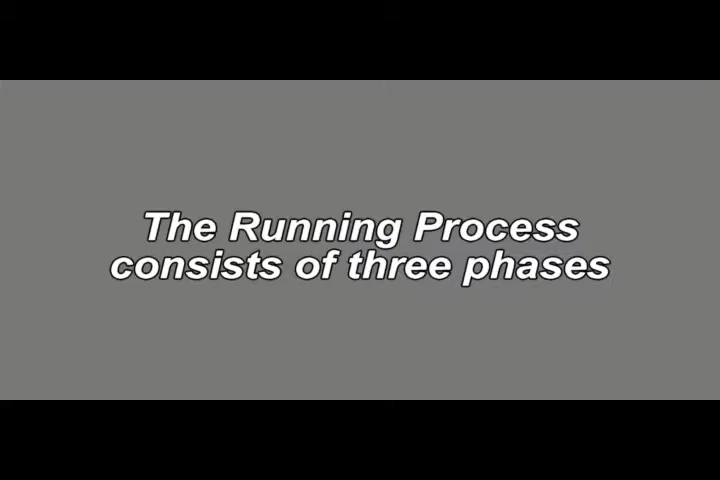 The Running Process
consists of three phases